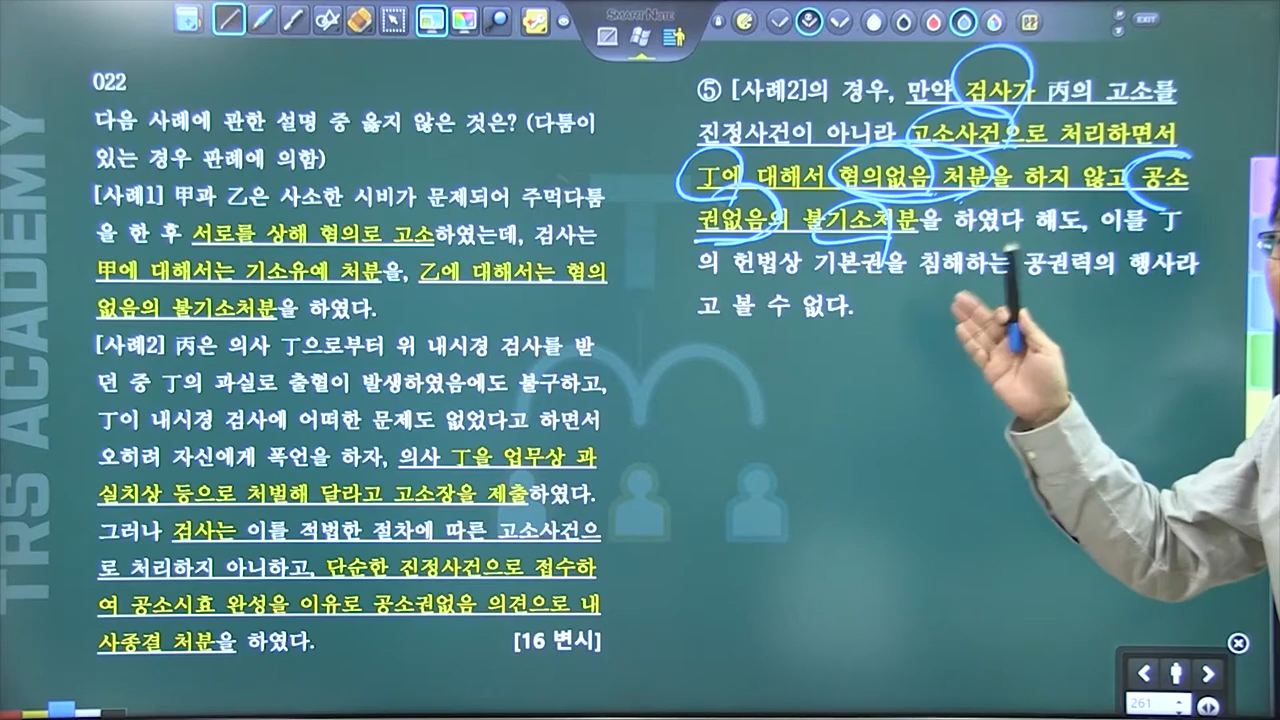 SMART NOTE
EXIT
TRS ACADEMY
022
다음 사례에 관한 설명 중 옳지 않은 것은? (다툼이
있는 경우 판례에 의함)
[사례1] 甲과 乙은 사소한 시비가 문제되어 주먹다툼
을 한 후 서로를 상해 혐의로 고소하였는데, 검사는
甲에 대해서는 기소유예 처분을, 乙에 대해서는 혐의
없음의 불기소처분을 하였다.
[사례2] 丙은 의사 丁으로부터 위 내시경 검사를 받
던 중 丁의 과실로 출혈이 발생하였음에도 불구하고,
丁이 내시경 검사에 어떠한 문제도 없었다고 하면서
오히려 자신에게 폭언을 하자, 의사 丁을 업무상 과
실치상 등으로 처벌해 달라고 고소장을 제출하였다.
그러나 검사는 이를 적법한 절차에 따른 고소사건으
로 처리하지 아니하고, 단순한 진정사건으로 접수하
여 공소시효 완성을 이유로 공소권없음 의견으로 내
사종결 처분을 하였다. [16 변시]
⑤ [사례2]의 경우, 만약 검사가 丙의 고소를
진정사건이 아니라 고소사건으로 처리하면서
丁에 대해서 혐의없음 처분을 하지 않고 공소
권없음의 불기소처분을 하였다 해도, 이를 丁
의 헌법상 기본권을 침해하는 공권력의 행사라
고 볼 수 없다.
261